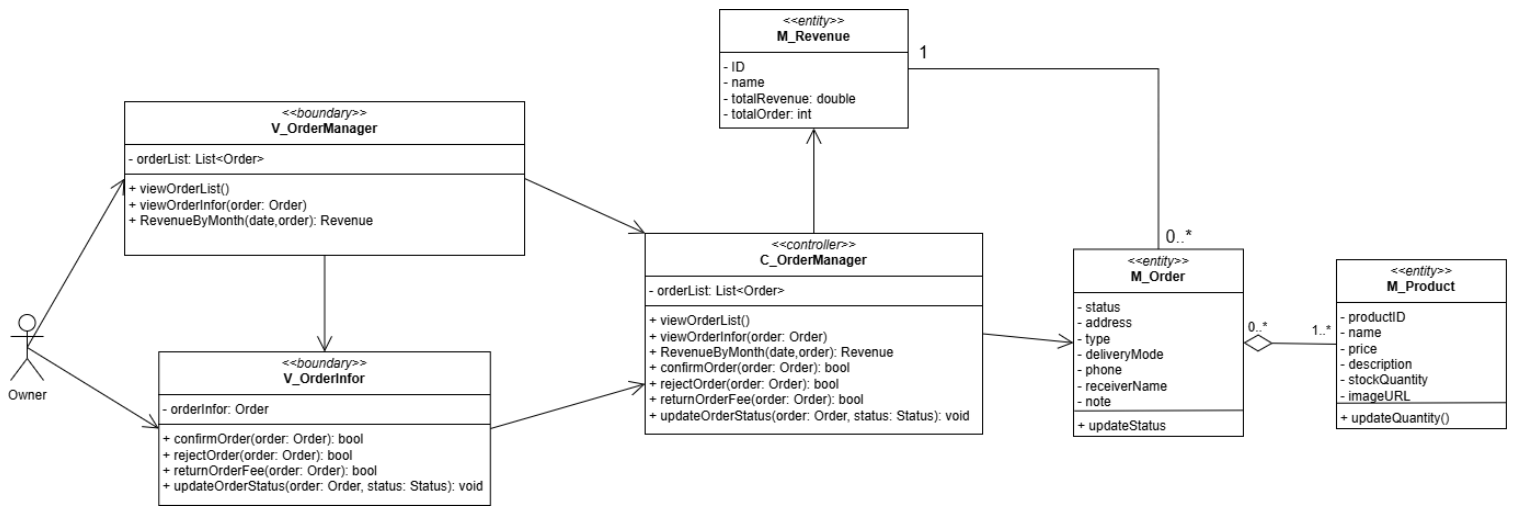 <<entity>>
M_Revenue
- ID
- name
- totalRevenue: double
- totalOrder: int
1
0..*
<<boundary>>
V_OrderManager
- orderList: List<Order>
+ viewOrderList()
+ viewOrderInfor(order: Order)
+ RevenueByMonth(date,order): Revenue
Owner
<<boundary>>
V_OrderInfor
- orderInfor: Order
+ confirmOrder(order: Order): bool
+ rejectOrder(order: Order): bool
+ returnOrderFee(order: Order): bool
+ updateOrderStatus(order: Order, status: Status): void
<<controller>>
C_OrderManager
- orderList: List<Order>
+ viewOrderList()
+ viewOrderInfor(order: Order)
+ RevenueByMonth(date,order): Revenue
+ confirmOrder(order: Order): bool
+ rejectOrder(order: Order): bool
+ returnOrderFee(order: Order): bool
+ updateOrderStatus(order: Order, status: Status): void
<<entity>>
M_Order
- status
- address
- type
- deliveryMode
- phone
- receiverName
- note
+ updateStatus
0..*
1..*
<<entity>>
M_Product
- productID
- name
- price
- description
- stockQuantity
- imageURL
+ updateQuantity()